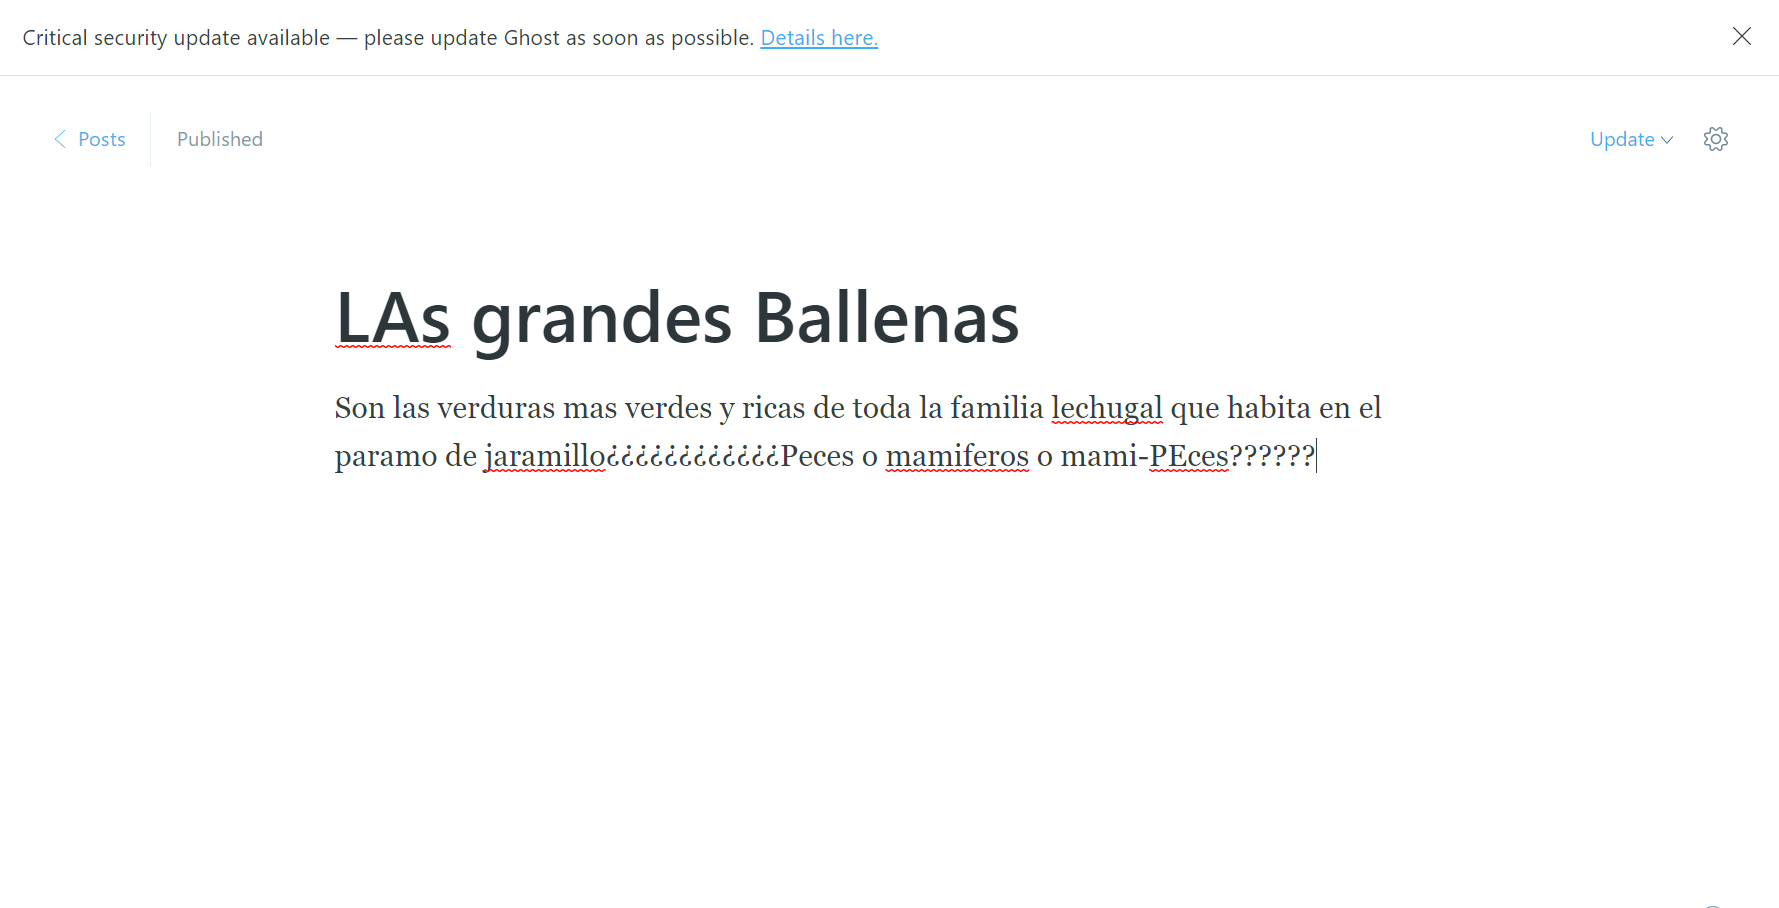 Critical security update available — please update Ghost as soon as possible. Details here.
Posts
Published
Update
LAs grandes Ballenas
Son las verduras mas verdes y ricas de toda la familia lechugal que habita en el
paramo de jaramillo¿¿¿¿¿¿¿¿¿¿¿¿Peces o mamiferos o mami-PEces??????